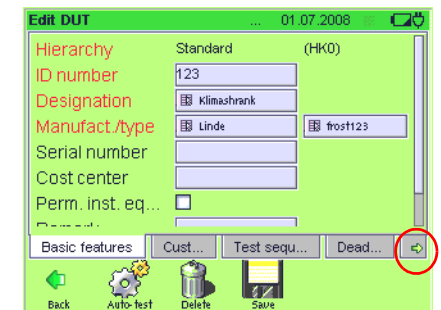 Edit DUT ... 01.07.2008
Hierarchy Standard (HK0)
ID number 123
Designation Klimashrank
Manufact./type Linde frost123
Serial number
Cost center
Perm. inst. eq...
Basic features Cust... Test sequ... Dead...
Back Auto-test Delete Save